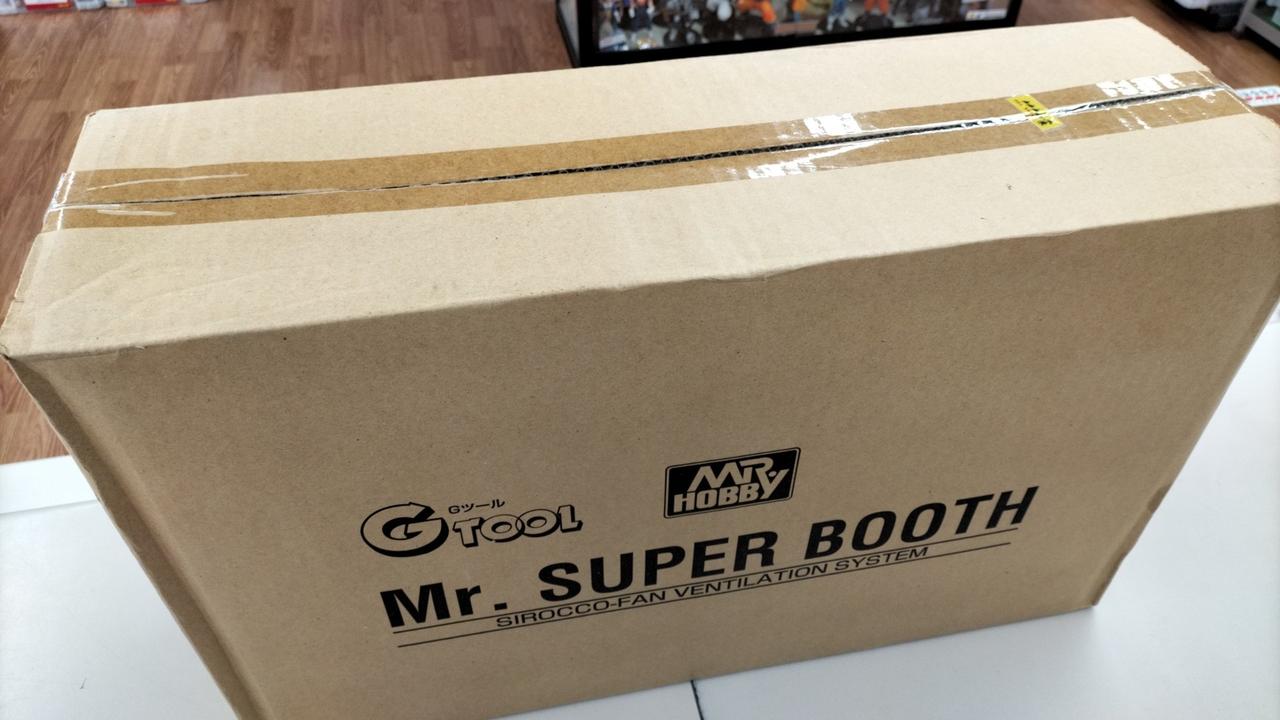 Gツール
G TOOL
MR HOBBY
Mr. SUPER BOOTH
SIROCCO-FAN VENTILATION SYSTEM